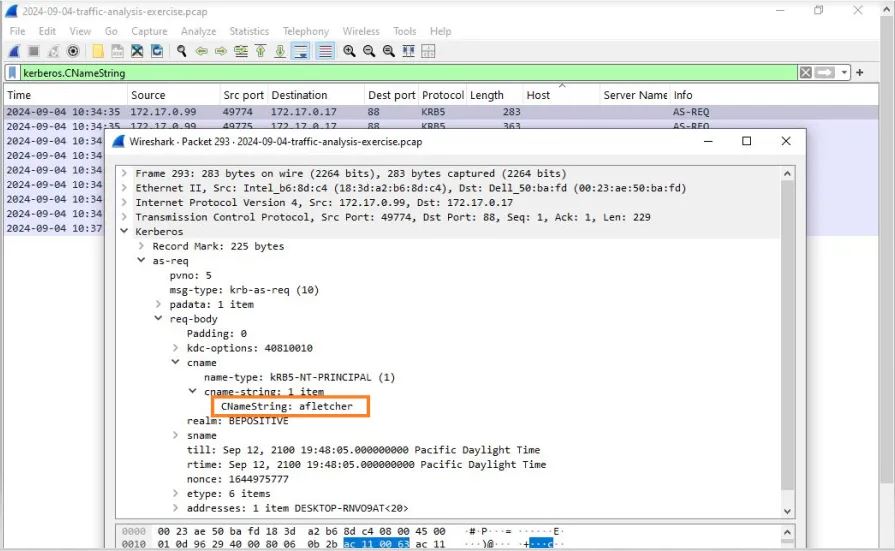 2024-09-04-traffic-analysis-exercise.pcap
File Edit View Go Capture Analyze Statistics Telephony Wireless Tools Help
kerberos.CNameString
Time Source Src port Destination Dest port Protocol Length Host Server Name Info
2024-09-04 10:34:35 172.17.0.99 49774 172.17.0.17 88 KRB5 283 AS-REQ
2024-09-04 10:34:35 172.17.0.99 49775 172.17.0.17 88 KRB5 363 AS-REQ
2024-09-04 10:34
Wireshark · Packet 293 · 2024-09-04-traffic-analysis-exercise.pcap
2024-09-04 10:34
2024-09-04 10:34
2024-09-04 10:34
2024-09-04 10:34
2024-09-04 10:34
2024-09-04 10:37
Frame 293: 283 bytes on wire (2264 bits), 283 bytes captured (2264 bits)
Ethernet II, Src: Intel_b6:8d:c4 (18:3d:a2:b6:8d:c4), Dst: Dell_50:ba:fd (00:23:ae:50:ba:fd)
Internet Protocol Version 4, Src: 172.17.0.99, Dst: 172.17.0.17
Transmission Control Protocol, Src Port: 49774, Dst Port: 88, Seq: 1, Ack: 1, Len: 229
Kerberos
Record Mark: 225 bytes
as-req
pvno: 5
msg-type: krb-as-req (10)
padata: 1 item
req-body
Padding: 0
kdc-options: 40810010
cname
name-type: kRB5-NT-PRINCIPAL (1)
cname-string: 1 item
CNameString: afletcher
realm: BEPOSITIVE
sname
till: Sep 12, 2100 19:48:05.000000000 Pacific Daylight Time
rtime: Sep 12, 2100 19:48:05.000000000 Pacific Daylight Time
nonce: 1644975777
etype: 6 items
addresses: 1 item DESKTOP-RNVO9AT<20>
0000 00 23 ae 50 ba fd 18 3d a2 b6 8d c4 08 00 45 00 ·#·P···= ······E·
0010 01 0d 96 29 40 00 80 06 0b 2b ac 11 00 63 ac 11 ···)@··· ·+···c··